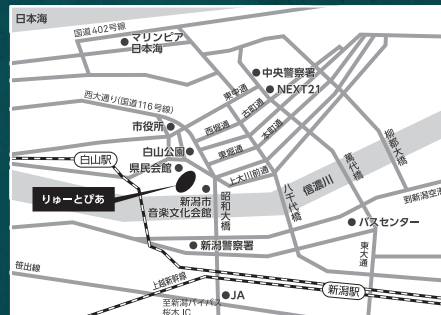 日本海
国道402号線
マリンピア
日本海
中央警察署
NEXT21
東中通
古町通
西大通り(国道116号線)
西堀通
本町通
市役所
東堀通
柳都大橋
白山公園
萬代橋
白山駅
県民会館
上大川前通
信濃川
八千代橋
りゅーとぴあ
新潟市
音楽文化会館
昭和大橋
到新潟空港
バスセンター
新潟警察署
東大通
笹出線
上越新幹線
新潟駅
JA
至新潟バイパス
桜木IC